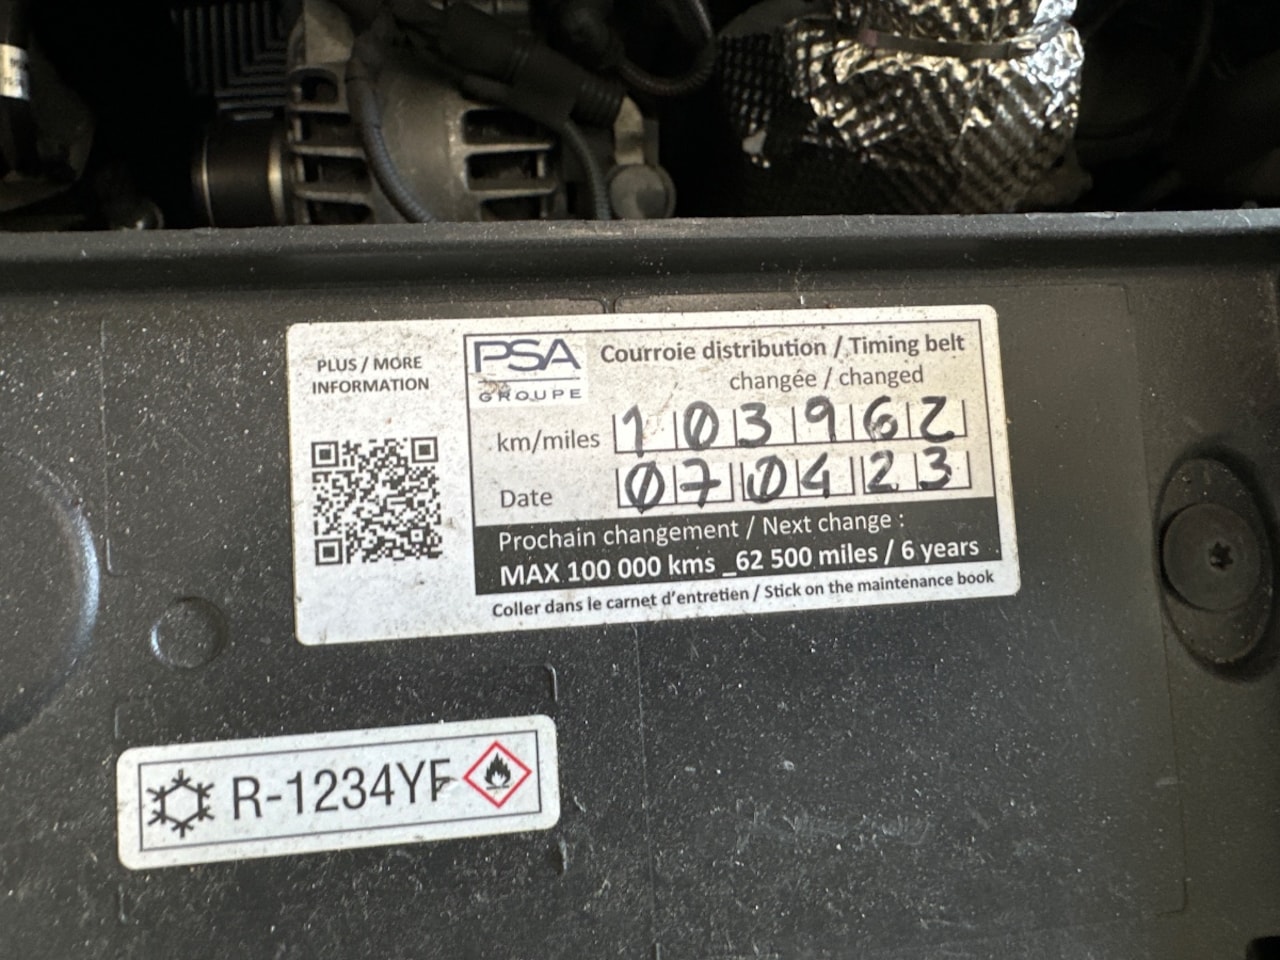 PLUS / MORE
INFORMATION
PSA
GROUPE
Courroie distribution / Timing belt
changée / changed
km/miles 103962
Date 070423
Prochain changement / Next change :
MAX 100 000 kms _62 500 miles / 6 years
Coller dans le carnet d'entretien / Stick on the maintenance book
R-1234YF